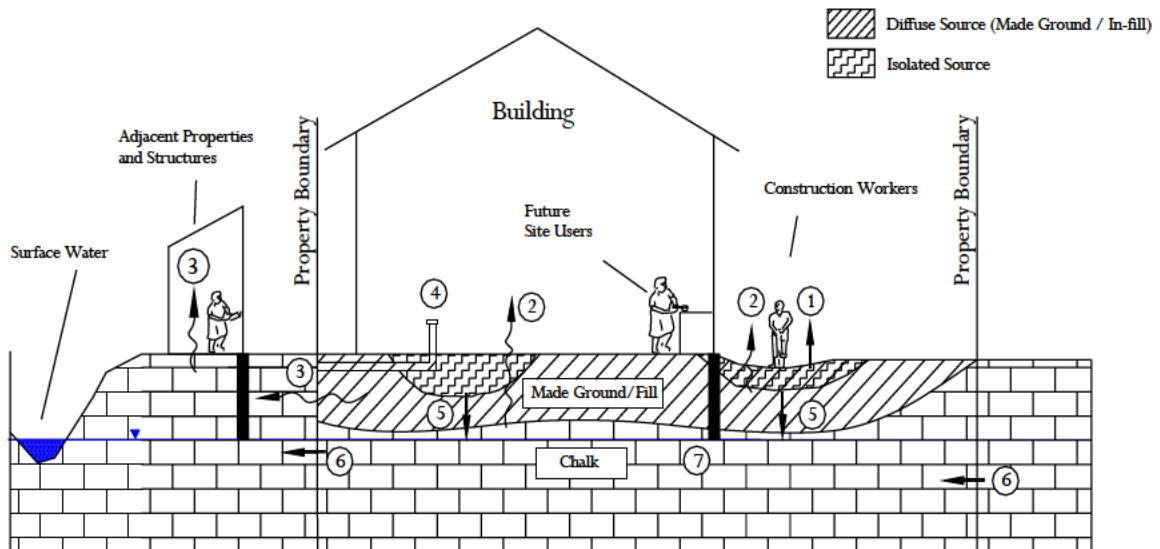 Diffuse Source (Made Ground / In-fill)
Isolated Source
Building
Adjacent Properties
and Structures
Property Boundary
Construction Workers
Property Boundary
Future
Site Users
Surface Water
3
4
2
2
1
3
Made Ground/Fill
5
5
6
Chalk
7
6